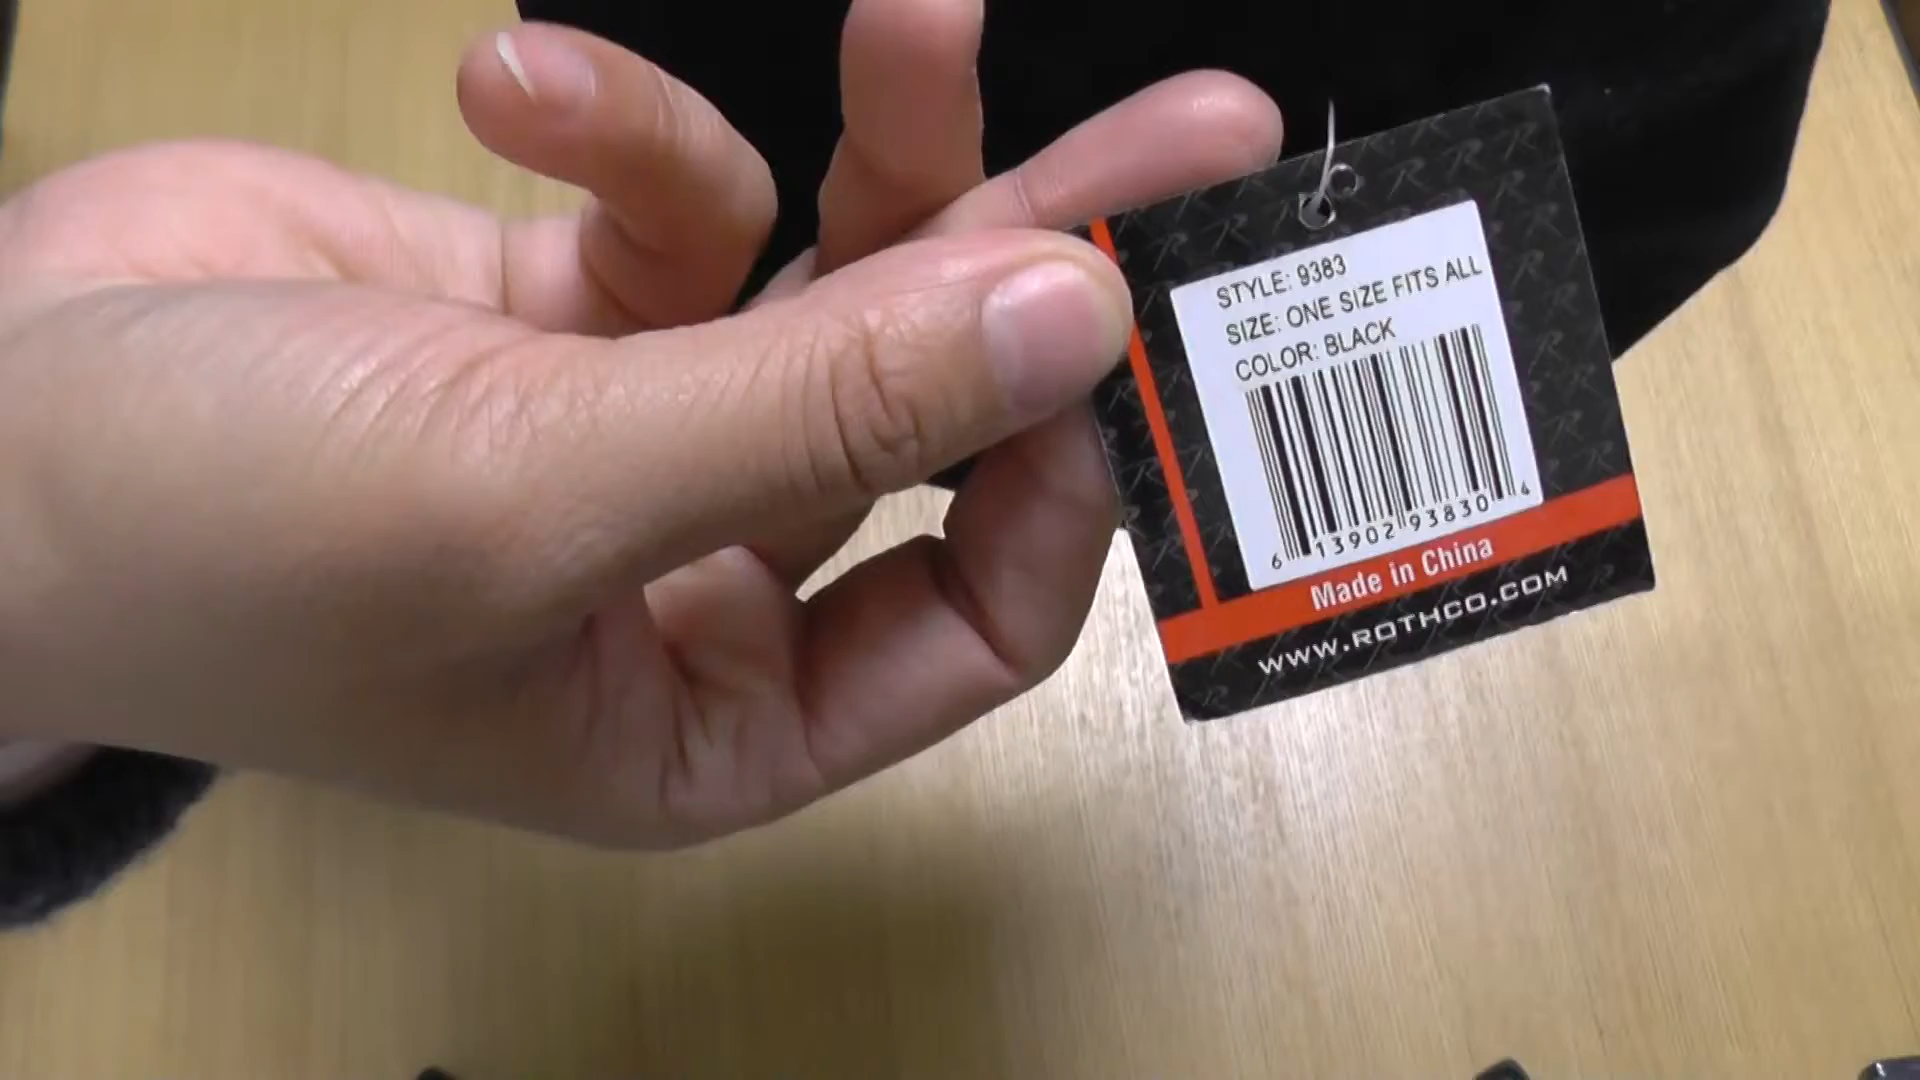 STYLE: 9383
SIZE: ONE SIZE FITS ALL
COLOR: BLACK
6 13902 93830 4
Made in China
WWW.ROTHCO.COM